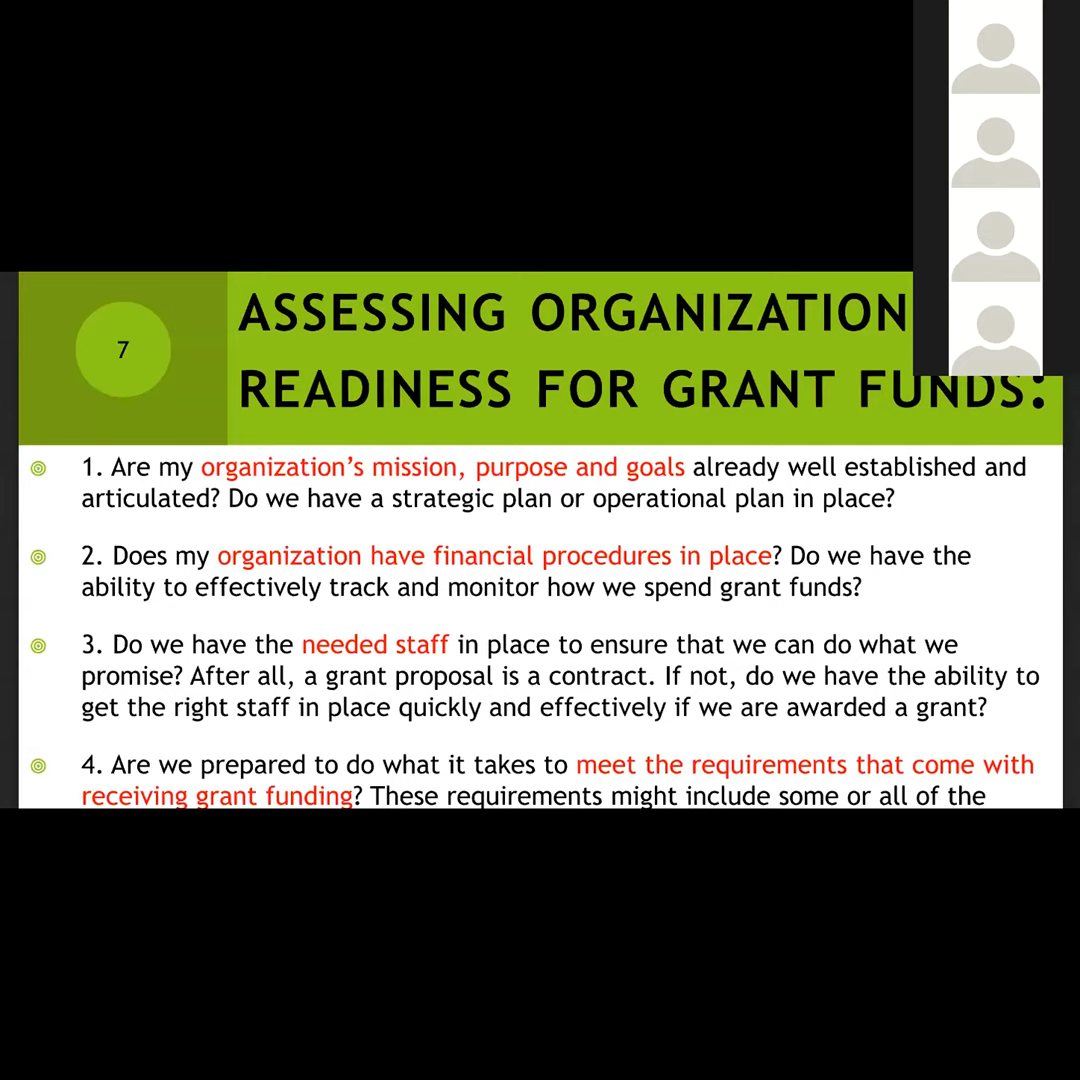 7
ASSESSING ORGANIZATION
READINESS FOR GRANT FUNDS:
1. Are my organization’s mission, purpose and goals already well established and
articulated? Do we have a strategic plan or operational plan in place?
2. Does my organization have financial procedures in place? Do we have the
ability to effectively track and monitor how we spend grant funds?
3. Do we have the needed staff in place to ensure that we can do what we
promise? After all, a grant proposal is a contract. If not, do we have the ability to
get the right staff in place quickly and effectively if we are awarded a grant?
4. Are we prepared to do what it takes to meet the requirements that come with
receiving grant funding? These requirements might include some or all of the